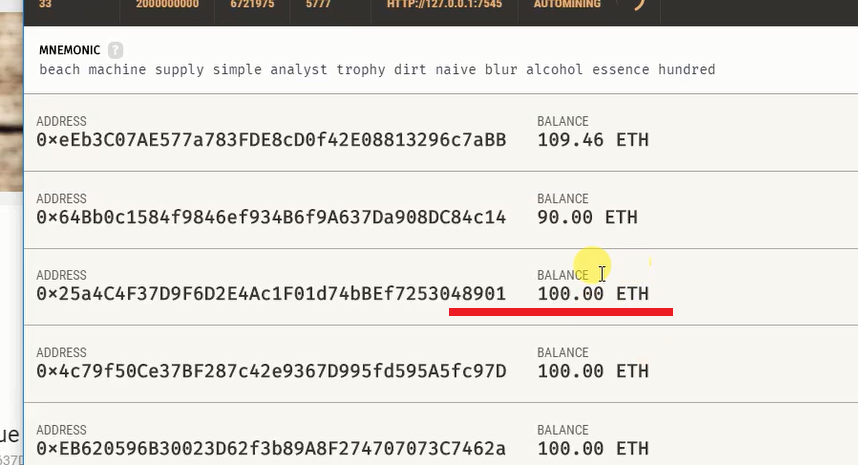 33 2000000000 6721975 5777 HTTP://127.0.0.1:7545 AUTOMINING
MNEMONIC ?
beach machine supply simple analyst trophy dirt naive blur alcohol essence hundred
ADDRESS BALANCE
0×eEb3C07AE577a783FDE8cD0f42E08813296c7aBB 109.46 ETH
ADDRESS BALANCE
0×64Bb0c1584f9846ef934B6f9A637Da908DC84c14 90.00 ETH
ADDRESS BALANCE
0×25a4C4F37D9F6D2E4Ac1F01d74bBEf7253048901 100.00 ETH
ADDRESS BALANCE
0×4c79f50Ce37BF287c42e9367D995fd595A5fc97D 100.00 ETH
ADDRESS BALANCE
0×EB620596B30023D62f3b89A8F274707073C7462a 100.00 ETH
ue
637D